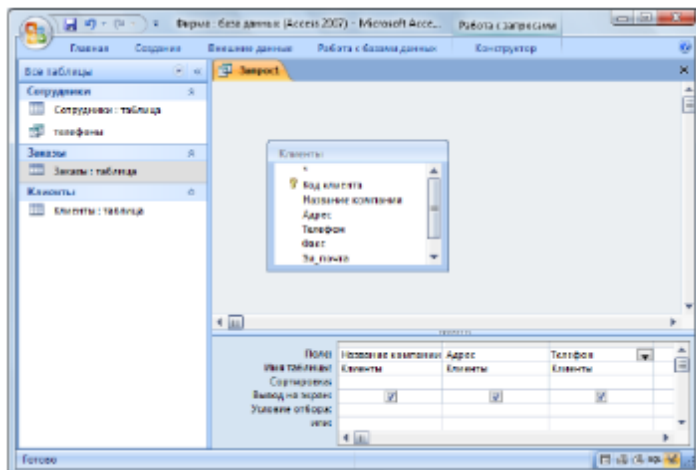 Фирма : база данных (Access 2007) - Microsoft Acce...
Работа с запросами
Главная Создание Внешние данные Работа с базами данных Конструктор
Все таблицы
Запрос1
Сотрудники
Сотрудники : таблица
телефоны
Заказы
Заказы : таблица
Клиенты
Клиенты : таблица
Клиенты
*
Код клиента
Название компании
Адрес
Телефон
Факс
Эл_почта
Поле: Название компании Адрес Телефон
Имя таблицы: Клиенты Клиенты Клиенты
Сортировка:
Вывод на экран:
Условие отбора:
или:
Готово